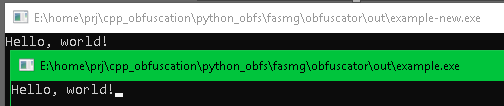 E:\home\prj\cpp_obfuscation\python_obfs\fasmg\obfuscator\out\example-new.exe
Hello, world!
E:\home\prj\cpp_obfuscation\python_obfs\fasmg\obfuscator\out\example.exe
Hello, world!